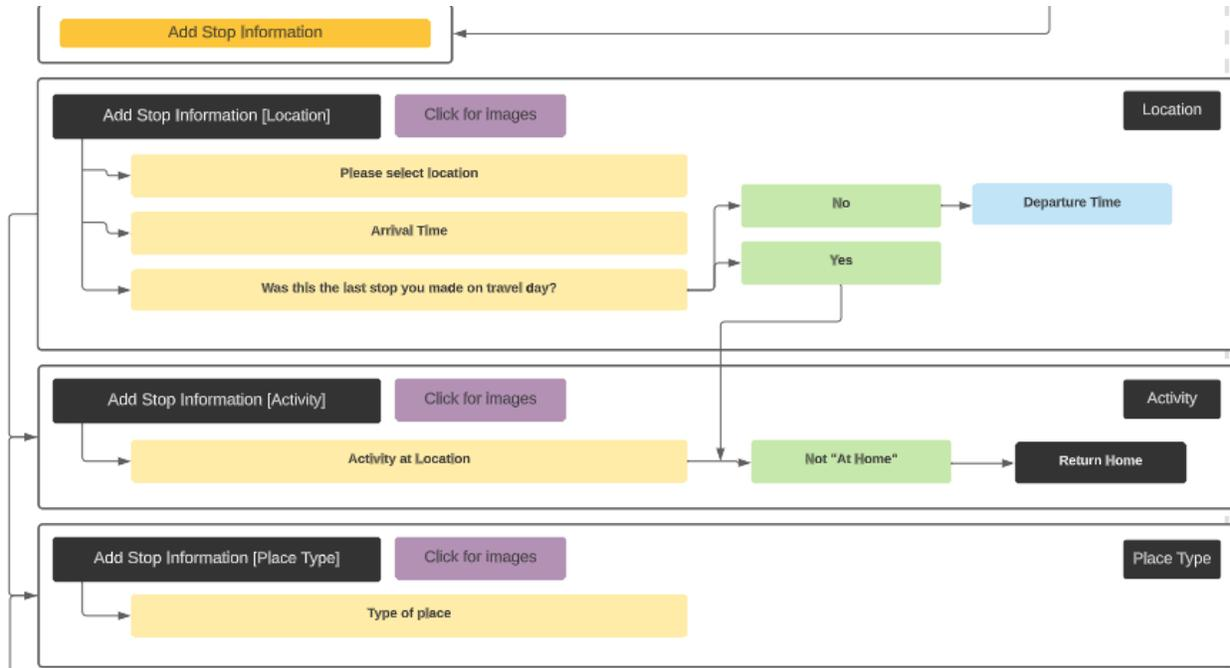 Add Stop Information
Add Stop Information [Location]
Click for images
Location
Please select location
Arrival Time
Was this the last stop you made on travel day?
No
Yes
Departure Time
Add Stop Information [Activity]
Click for images
Activity
Activity at Location
Not "At Home"
Return Home
Add Stop Information [Place Type]
Click for images
Place Type
Type of place